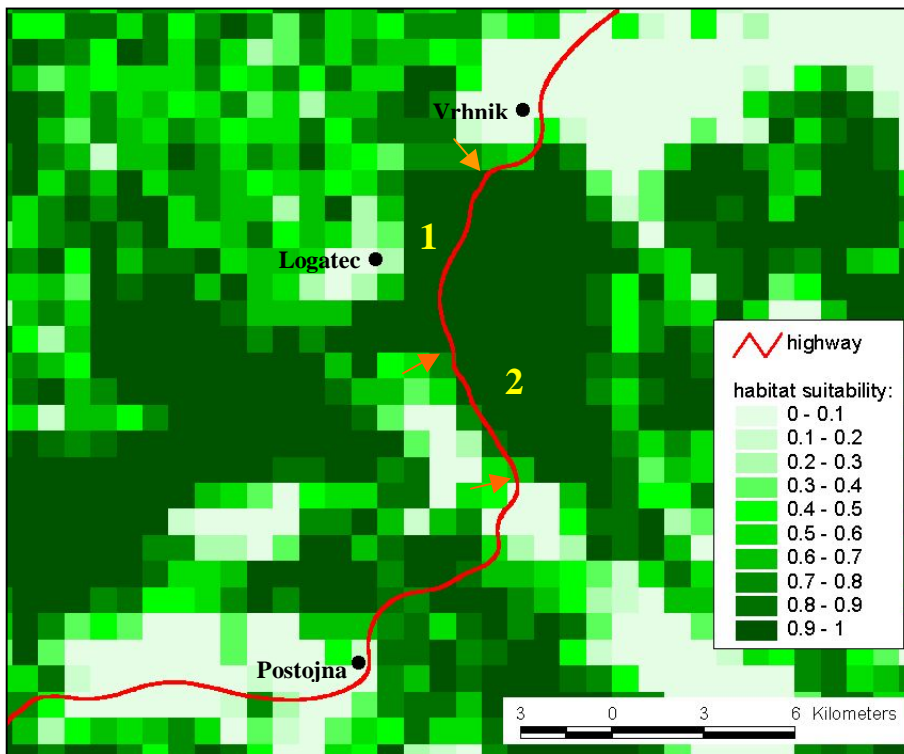 Vrhnik
1
Logatec
2
Postojna
highway
habitat suitability:
0 - 0.1
0.1 - 0.2
0.2 - 0.3
0.3 - 0.4
0.4 - 0.5
0.5 - 0.6
0.6 - 0.7
0.7 - 0.8
0.8 - 0.9
0.9 - 1
3 0 3 6 Kilometers